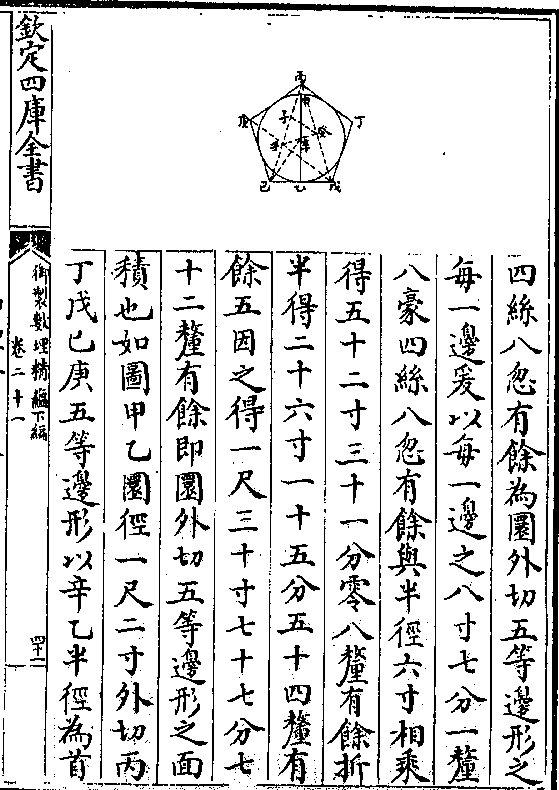 四絲八忽有餘為圜外切五等邊形之
每一邊爰以每一邊之八寸七分一釐
八豪四絲八忽有餘與半徑六寸相乘
得五十二寸三十一分零八釐有餘折
半得二十六寸一十五分五十四釐有
餘五因之得一尺三十寸七十七分七
十二釐有餘即圜外切五等邊形之面
積也如圖甲乙圜徑一尺二寸外切丙
丁戊己庚五等邊形以辛乙半徑為首
丙
甲
丁
庚
子
癸
壬
辛
己
乙
戊
欽定四庫全書
御製數理精蘊下編
卷二十一